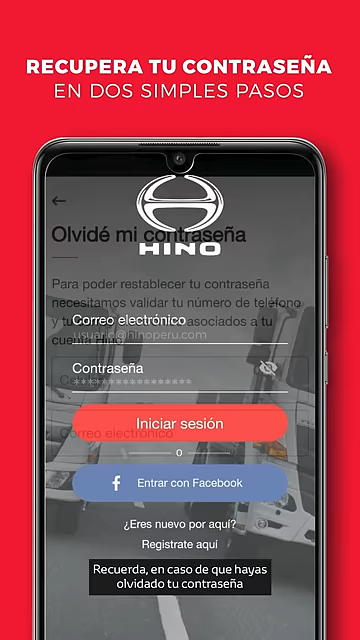 RECUPERA TU CONTRASEÑA
EN DOS SIMPLES PASOS
HINO
Olvidé mi contraseña
Para poder restablecer tu contraseña
necesitamos validar tu número de teléfono
y tu asociados a tu
cuenta Hino
Correo electrónico
usuario@hinoperu.com
Contraseña
*****************
Iniciar sesión
Correo electrónico
o
Entrar con Facebook
¿Eres nuevo por aquí?
Registrate aquí
Recuerda, en caso de que hayas
olvidado tu contraseña